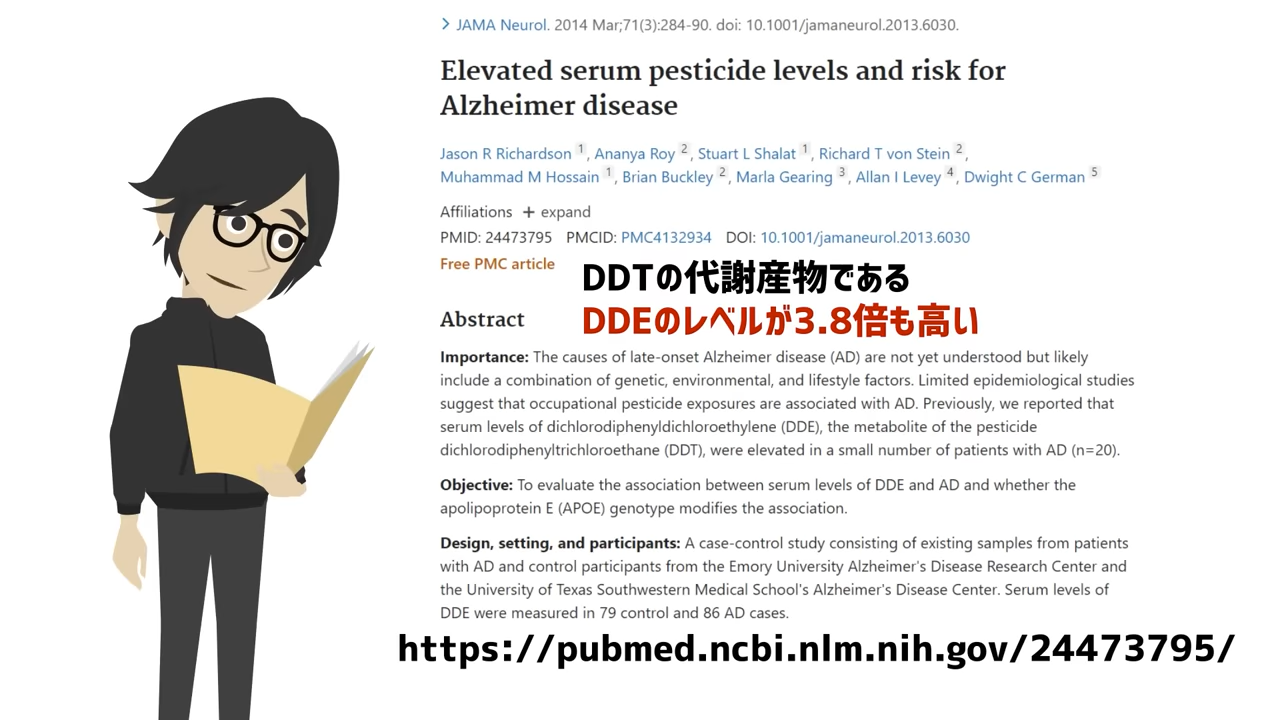 > JAMA Neurol. 2014 Mar;71(3):284-90. doi: 10.1001/jamaneurol.2013.6030.
Elevated serum pesticide levels and risk for
Alzheimer disease
Jason R Richardson 1, Ananya Roy 2, Stuart L Shalat 1, Richard T von Stein 2,
Muhammad M Hossain 1, Brian Buckley 2, Marla Gearing 3, Allan I Levey 4, Dwight C German 5
Affiliations + expand
PMID: 24473795 PMCID: PMC4132934 DOI: 10.1001/jamaneurol.2013.6030
Free PMC article
DDTの代謝産物である
DDEのレベルが3.8倍も高い
Abstract
Importance: The causes of late-onset Alzheimer disease (AD) are not yet understood but likely
include a combination of genetic, environmental, and lifestyle factors. Limited epidemiological studies
suggest that occupational pesticide exposures are associated with AD. Previously, we reported that
serum levels of dichlorodiphenyldichloroethylene (DDE), the metabolite of the pesticide
dichlorodiphenyltrichloroethane (DDT), were elevated in a small number of patients with AD (n=20).
Objective: To evaluate the association between serum levels of DDE and AD and whether the
apolipoprotein E (APOE) genotype modifies the association.
Design, setting, and participants: A case-control study consisting of existing samples from patients
with AD and control participants from the Emory University Alzheimer's Disease Research Center and
the University of Texas Southwestern Medical School's Alzheimer's Disease Center. Serum levels of
DDE were measured in 79 control and 86 AD cases.
https://pubmed.ncbi.nlm.nih.gov/24473795/